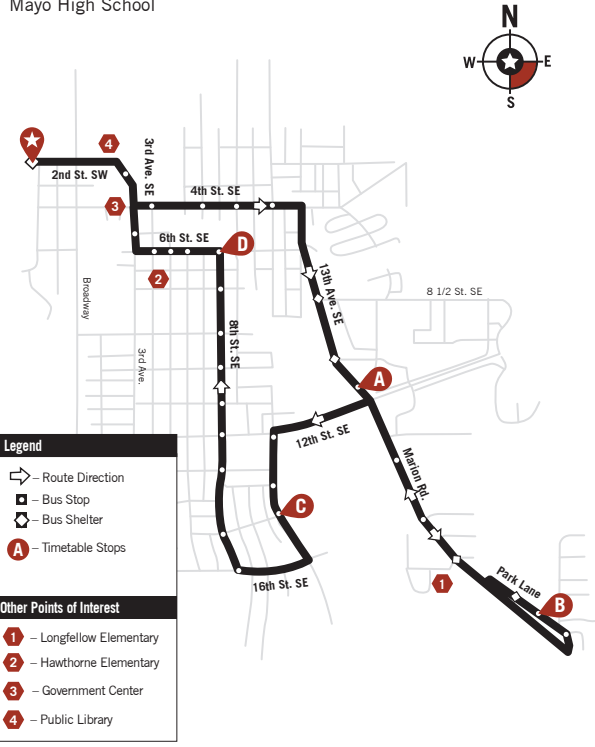 Mayo High School
N
W
E
S
4
2nd St. SW
3rd Ave. SE
3
4th St. SE
6th St. SE
D
2
Broadway
13th Ave. SE
8 1/2 St. SE
3rd Ave.
8th St. SE
A
12th St. SE
Marion Rd.
C
16th St. SE
1
Park Lane
B
Legend
– Route Direction
– Bus Stop
– Bus Shelter
A – Timetable Stops
Other Points of Interest
1 – Longfellow Elementary
2 – Hawthorne Elementary
3 – Government Center
4 – Public Library